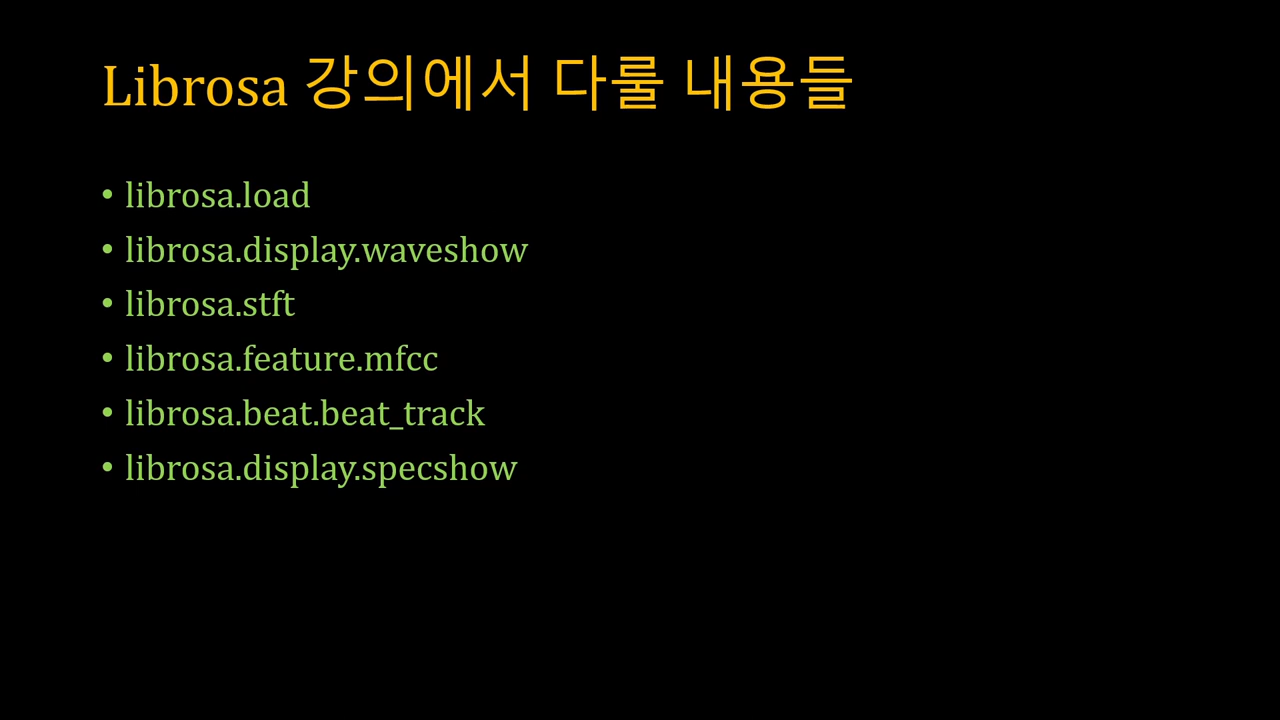 Librosa 강의에서 다룰 내용들
• librosa.load
• librosa.display.waveshow
• librosa.stft
• librosa.feature.mfcc
• librosa.beat.beat_track
• librosa.display.specshow